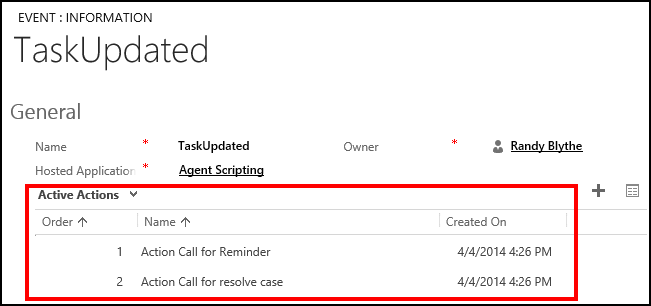 EVENT : INFORMATION
TaskUpdated
General
Name * TaskUpdated Owner * Randy Blythe
Hosted Application * Agent Scripting
Active Actions
Order Name Created On
1 Action Call for Reminder 4/4/2014 4:26 PM
2 Action Call for resolve case 4/4/2014 4:26 PM